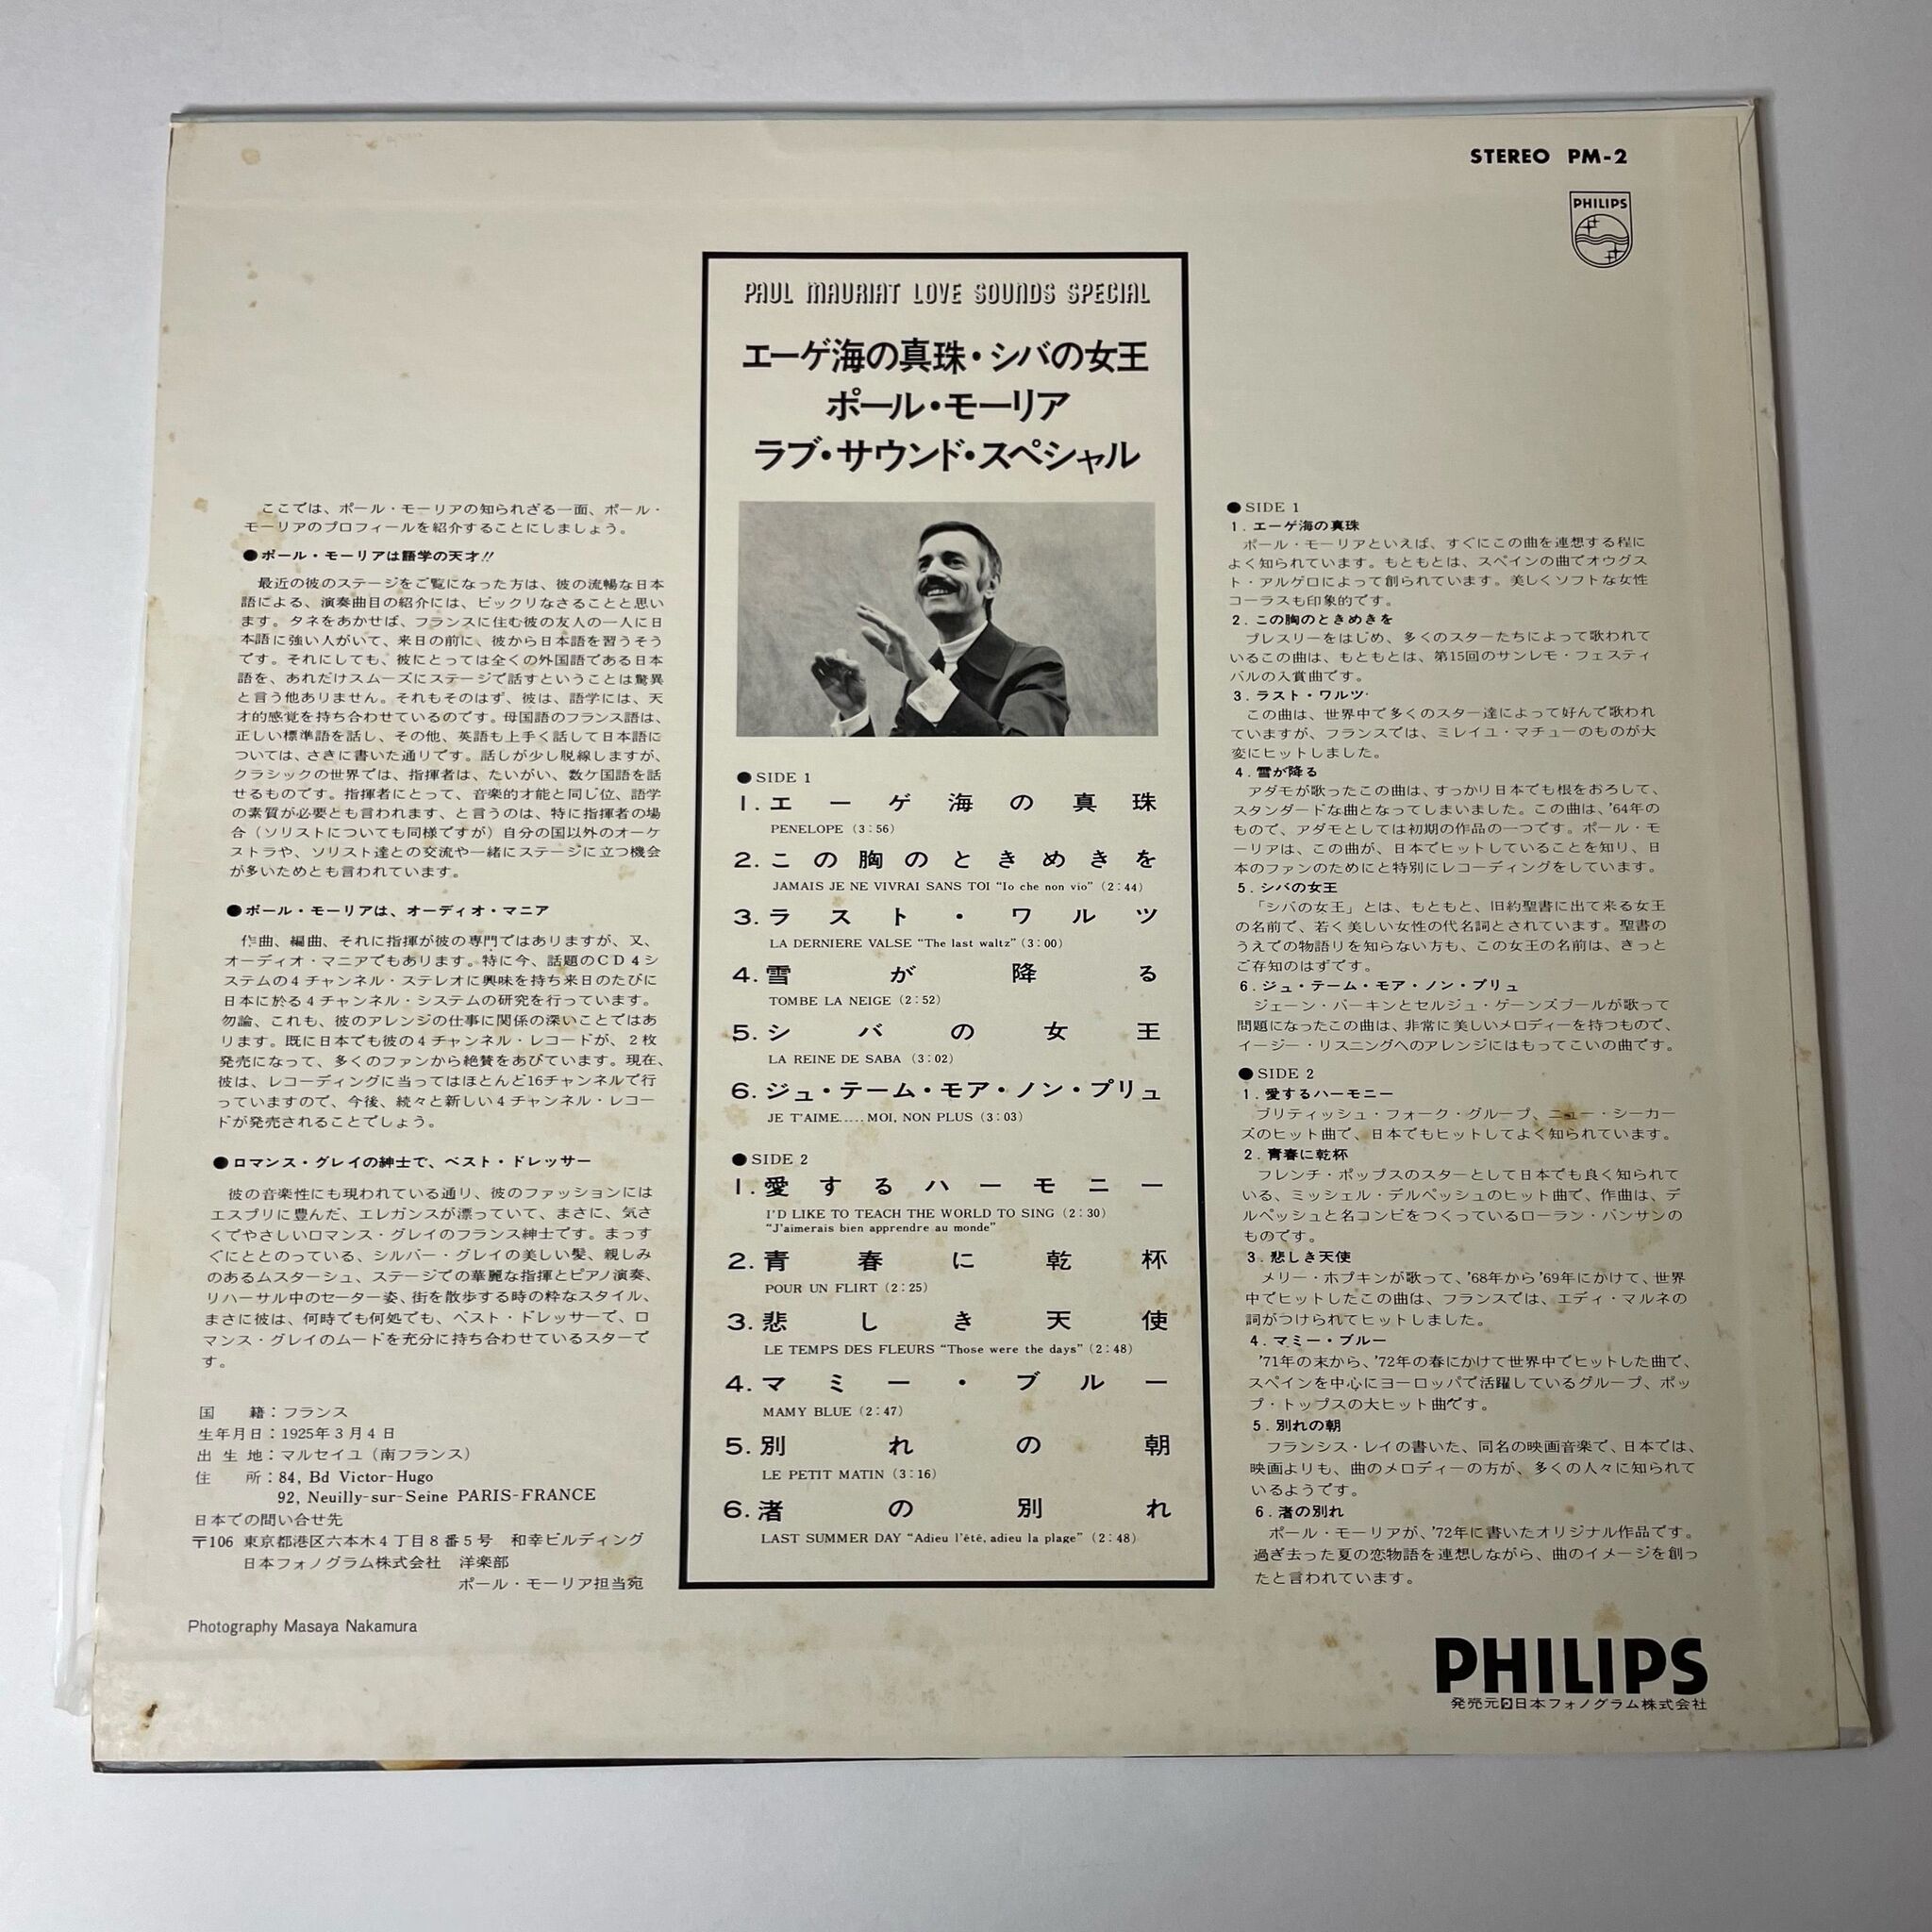 STEREO PM-2
PHILIPS
PAUL MAURIAT LOVE SOUNDS SPECIAL
エーゲ海の真珠・シバの女王
ポール・モーリア
ラブ・サウンド・スペシャル
ここでは、ポール・モーリアの知られざる一面、ポール・
モーリアのプロフィールを紹介することにしましょう。
●ポール・モーリアは語学の天才!!
最近の彼のステージをご覧になった方は、彼の流暢な日本
語による、演奏曲目の紹介には、ビックリなさることと思い
ます。タネをあかせば、フランスに住む彼の友人の一人に日
本語に強い人がいて、来日の前に、彼から日本語を習うそう
です。それにしても、彼にとっては全くの外国語である日本
語を、あれだけスムーズにステージで話すということは驚異
と言う他ありません。それもそのはず、彼は、語学には、天
才的感覚を持ち合わせているのです。母国語のフランス語は、
正しい標準語を話し、その他、英語も上手く話して日本語に
ついては、さきに書いた通りです。話しが少し脱線しますが、
クラシックの世界では、指揮者は、たいがい、数ケ国語を話
せるものです。指揮者にとって、音楽的才能と同じ位、語学
の素質が必要とも言われます、と言うのは、特に指揮者の場
合（ソリストについても同様ですが）自分の国以外のオーケ
ストラや、ソリスト達との交流や一緒にステージに立つ機会
が多いためとも言われています。
●ポール・モーリアは、オーディオ・マニア
作曲、編曲、それに指揮が彼の専門ではありますが、又、
オーディオ・マニアでもあります。特に今、話題のCD4シ
ステムの4チャンネル・ステレオに興味を持ち来日のたびに
日本に於る4チャンネル・システムの研究を行っています。
勿論、これも、彼のアレンジの仕事に関係の深いことではあ
ります。既に日本でも彼の4チャンネル・レコードが、2枚
発売になって、多くのファンから絶賛をあびています。現在、
彼は、レコーディングに当ってはほとんど16チャンネルで行
っていますので、今後、続々と新しい4チャンネル・レコー
ドが発売されることでしょう。
●ロマンス・グレイの紳士で、ベスト・ドレッサー
彼の音楽性にも現われている通り、彼のファッションには
エスプリに豊んだ、エレガンスが漂っていて、まさに、気さ
くでやさしいロマンス・グレイのフランス紳士です。まっす
ぐにととのっている、シルバー・グレイの美しい髪、親しみ
のあるムスターシュ、ステージでの華麗な指揮とピアノ演奏、
リハーサル中のセーター姿、街を散歩する時の粋なスタイル、
まさに彼は、何時でも何処でも、ベスト・ドレッサーで、ロ
マンス・グレイのムードを充分に持ち合わせているスターで
す。
国 籍：フランス
生年月日：1925年3月4日
出 生 地：マルセイユ（南フランス）
住 所：84, Bd Victor-Hugo
92, Neuilly-sur-Seine PARIS-FRANCE
日本での問い合せ先
〒106 東京都港区六本木4丁目8番5号 和幸ビルディング
日本フォノグラム株式会社 洋楽部
ポール・モーリア担当宛
Photography Masaya Nakamura
●SIDE 1
1. エーゲ海の真珠
PENELOPE (3:56)
2. この胸のときめきを
JAMAIS JE NE VIVRAI SANS TOI “Io che non vio” (2:44)
3. ラスト・ワルツ
LA DERNIERE VALSE “The last waltz” (3:00)
4. 雪が降る
TOMBE LA NEIGE (2:52)
5. シバの女王
LA REINE DE SABA (3:02)
6. ジュ・テーム・モア・ノン・プリュ
JE T'AIME..... MOI, NON PLUS (3:03)
●SIDE 2
1. 愛するハーモニー
I'D LIKE TO TEACH THE WORLD TO SING (2:30)
“J'aimerais bien apprendre au monde”
2. 青春に乾杯
POUR UN FLIRT (2:25)
3. 悲しき天使
LE TEMPS DES FLEURS “Those were the days” (2:48)
4. マミー・ブルー
MAMY BLUE (2:47)
5. 別れの朝
LE PETIT MATIN (3:16)
6. 渚の別れ
LAST SUMMER DAY “Adieu l'été, adieu la plage” (2:48)
●SIDE 1
1. エーゲ海の真珠
ポール・モーリアといえば、すぐにこの曲を連想する程に
よく知られています。もともとは、スペインの曲でオウグス
ト・アルゲロによって創られています。美しくソフトな女性
コーラスも印象的です。
2. この胸のときめきを
プレスリーをはじめ、多くのスターたちによって歌われて
いるこの曲は、もともとは、第15回のサンレモ・フェスティ
バルの入賞曲です。
3. ラスト・ワルツ
この曲は、世界中で多くのスター達によって好んで歌われ
ていますが、フランスでは、ミレイユ・マチューのものが大
変にヒットしました。
4. 雪が降る
アダモが歌ったこの曲は、すっかり日本でも根をおろして、
スタンダードな曲となってしまいました。この曲は、'64年の
もので、アダモとしては初期の作品の一つです。ポール・モ
ーリアは、この曲が、日本でヒットしていることを知り、日
本のファンのためにと特別にレコーディングをしています。
5. シバの女王
「シバの女王」とは、もともと、旧約聖書に出て来る女王
の名前で、若く美しい女性の代名詞とされています。聖書の
うえでの物語りを知らない方も、この女王の名前は、きっと
ご存知のはずです。
6. ジュ・テーム・モア・ノン・プリュ
ジェーン・バーキンとセルジュ・ゲーンズブールが歌って
問題になったこの曲は、非常に美しいメロディーを持つもので、
イージー・リスニングへのアレンジにはもってこいの曲です。
●SIDE 2
1. 愛するハーモニー
ブリティッシュ・フォーク・グループ、ニュー・シーカー
ズのヒット曲で、日本でもヒットしてよく知られています。
2. 青春に乾杯
フレンチ・ポップスのスターとして日本でも良く知られて
いる、ミッシェル・デルペッシュのヒット曲で、作曲は、デ
ルペッシュと名コンビをつくっているローラン・バンサンの
ものです。
3. 悲しき天使
メリー・ホプキンが歌って、'68年から'69年にかけて、世界
中でヒットしたこの曲は、フランスでは、エディ・マルネの
詞がつけられてヒットしました。
4. マミー・ブルー
'71年の末から、'72年の春にかけて世界中でヒットした曲で、
スペインを中心にヨーロッパで活躍しているグループ、ポッ
プ・トップスの大ヒット曲です。
5. 別れの朝
フランシス・レイの書いた、同名の映画音楽で、日本では、
映画よりも、曲のメロディーの方が、多くの人々に知られて
いるようです。
6. 渚の別れ
ポール・モーリアが、'72年に書いたオリジナル作品です。
過ぎ去った夏の恋物語を連想しながら、曲のイメージを創っ
たと言われています。
PHILIPS
発売元 日本フォノグラム株式会社